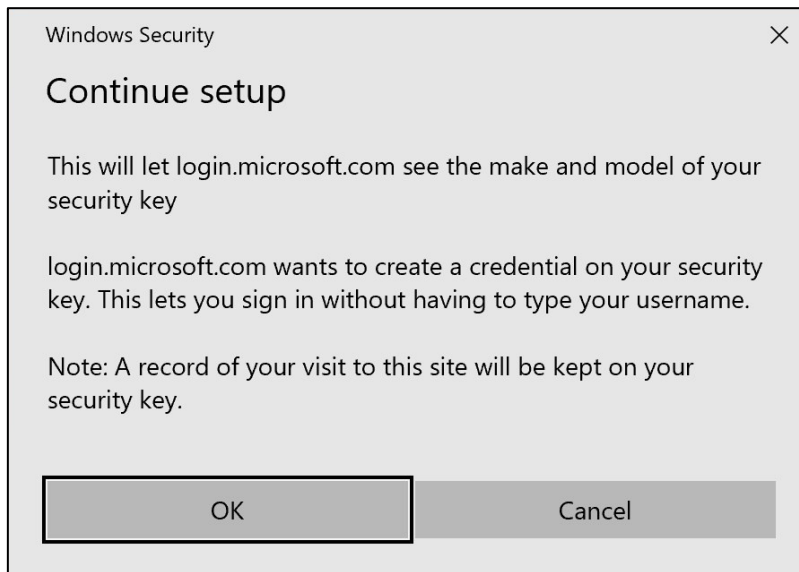 Windows Security
Continue setup
This will let login.microsoft.com see the make and model of your
security key
login.microsoft.com wants to create a credential on your security
key. This lets you sign in without having to type your username.
Note: A record of your visit to this site will be kept on your
security key.
OK
Cancel